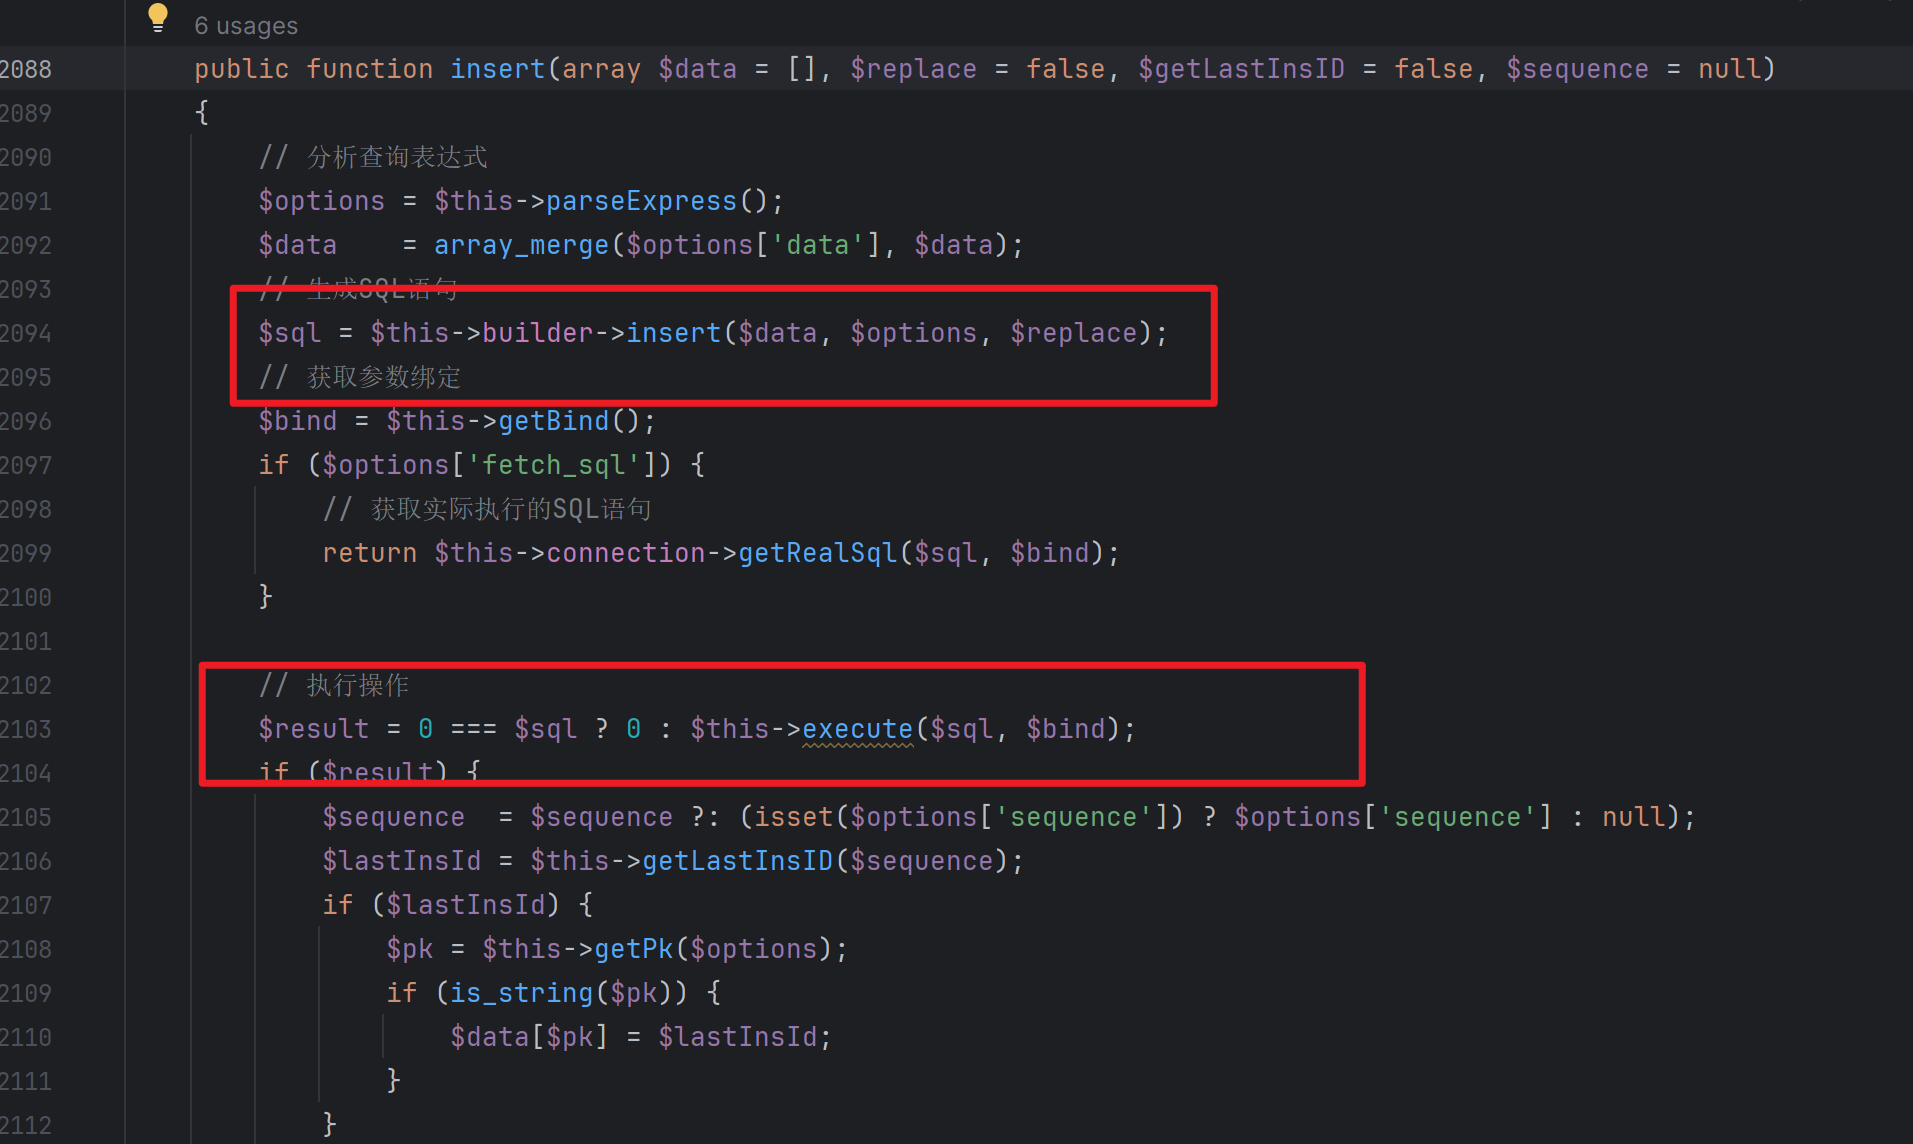 6 usages
2088 public function insert(array $data = [], $replace = false, $getLastInsID = false, $sequence = null)
2089 {
2090 // 分析查询表达式
2091 $options = $this->parseExpress();
2092 $data    = array_merge($options['data'], $data);
2093 // 生成SQL语句
2094 $sql = $this->builder->insert($data, $options, $replace);
2095 // 获取参数绑定
2096 $bind = $this->getBind();
2097 if ($options['fetch_sql']) {
2098 // 获取实际执行的SQL语句
2099 return $this->connection->getRealSql($sql, $bind);
2100 }
2101
2102 // 执行操作
2103 $result = 0 === $sql ? 0 : $this->execute($sql, $bind);
2104 if ($result) {
2105 $sequence  = $sequence ?: (isset($options['sequence']) ? $options['sequence'] : null);
2106 $lastInsId = $this->getLastInsID($sequence);
2107 if ($lastInsId) {
2108 $pk = $this->getPk($options);
2109 if (is_string($pk)) {
2110 $data[$pk] = $lastInsId;
2111 }
2112 }